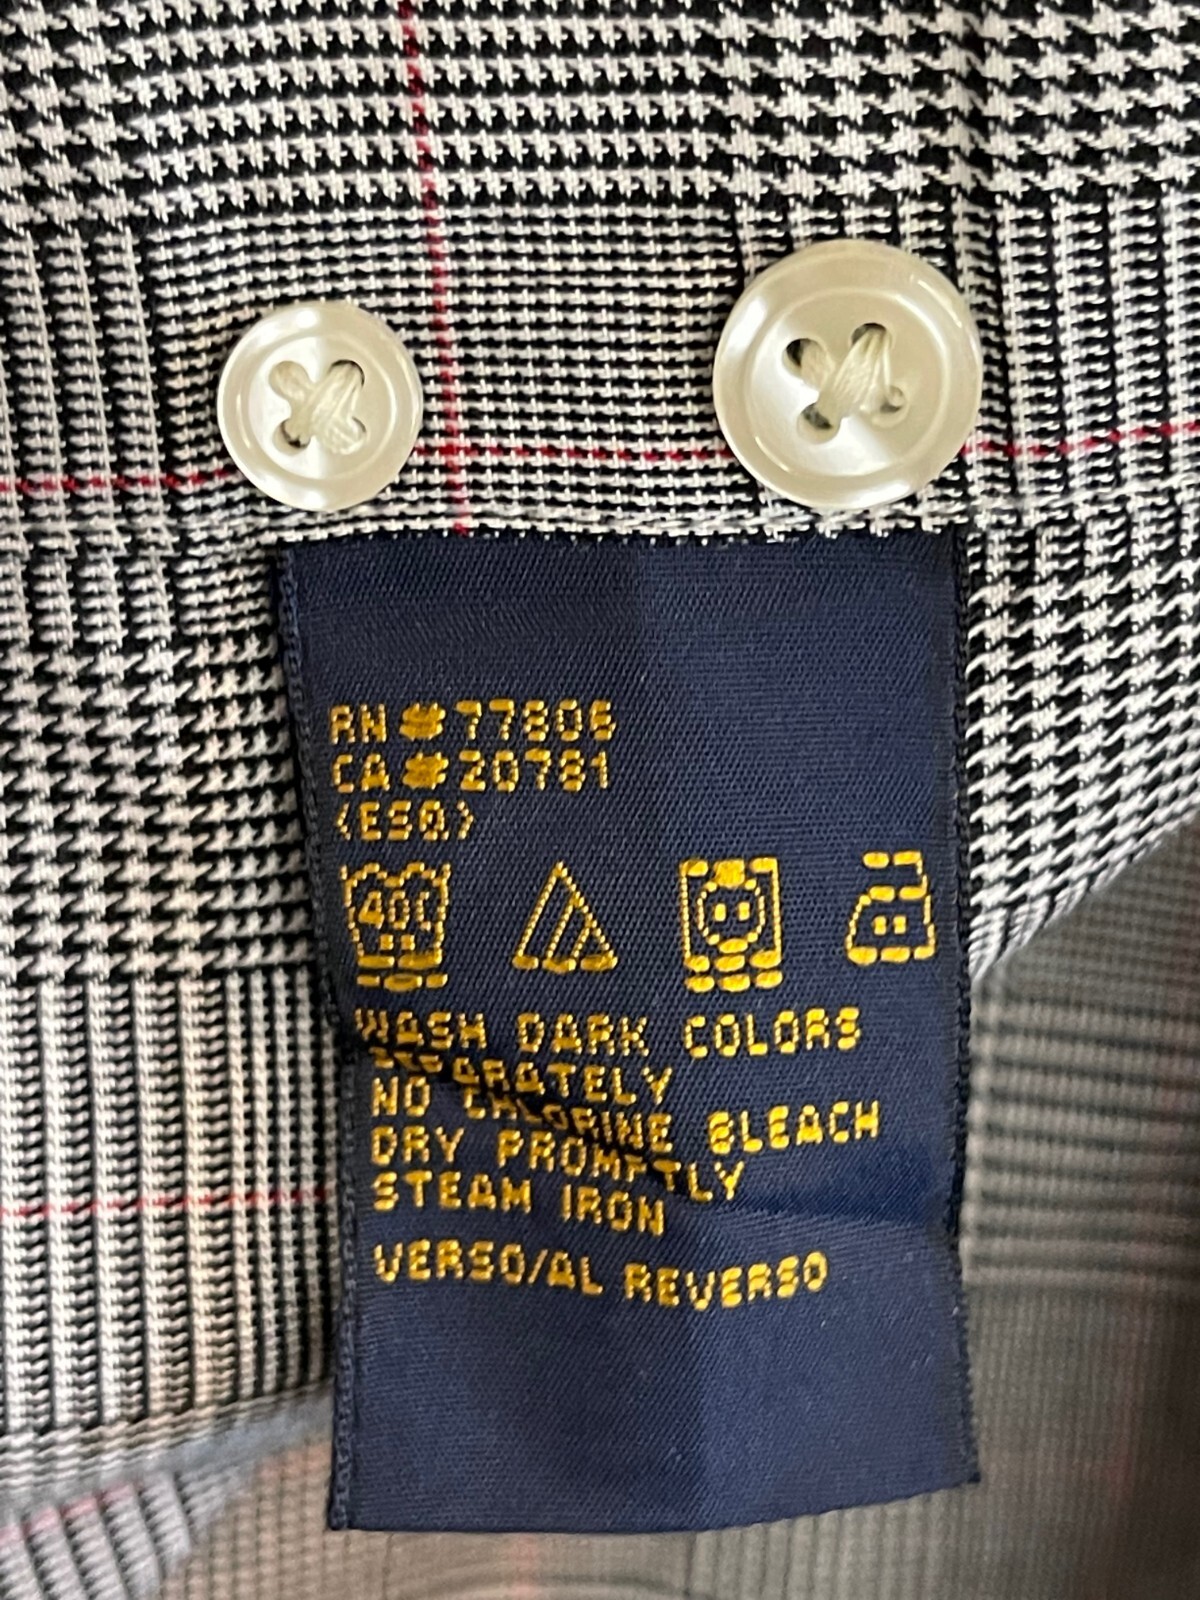 RN#77806
CA#20781
(ESQ)
40C
WASH DARK COLORS
SEPARATELY
NO CHLORINE BLEACH
DRY PROMPTLY
STEAM IRON
VERSO/AL REVERSO